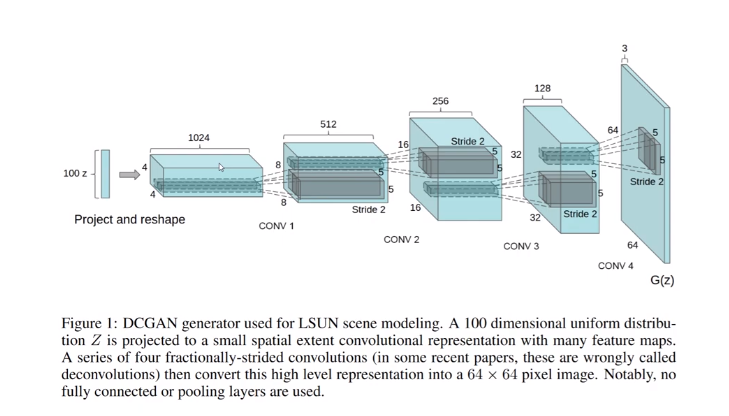 3
128
64
256
5
512
16
Stride 2
5
1024
32
5
8
5
5
100 z
4
5
5
Stride 2
4
5
8
Stride 2
16
32
Stride 2
Project and reshape
CONV 1
CONV 2
CONV 3
64
CONV 4
G(z)
Figure 1: DCGAN generator used for LSUN scene modeling. A 100 dimensional uniform distribu-
tion Z is projected to a small spatial extent convolutional representation with many feature maps.
A series of four fractionally-strided convolutions (in some recent papers, these are wrongly called
deconvolutions) then convert this high level representation into a 64 × 64 pixel image. Notably, no
fully connected or pooling layers are used.